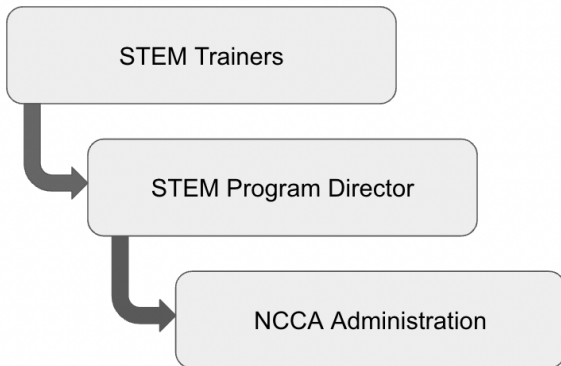 STEM Trainers
STEM Program Director
NCCA Administration